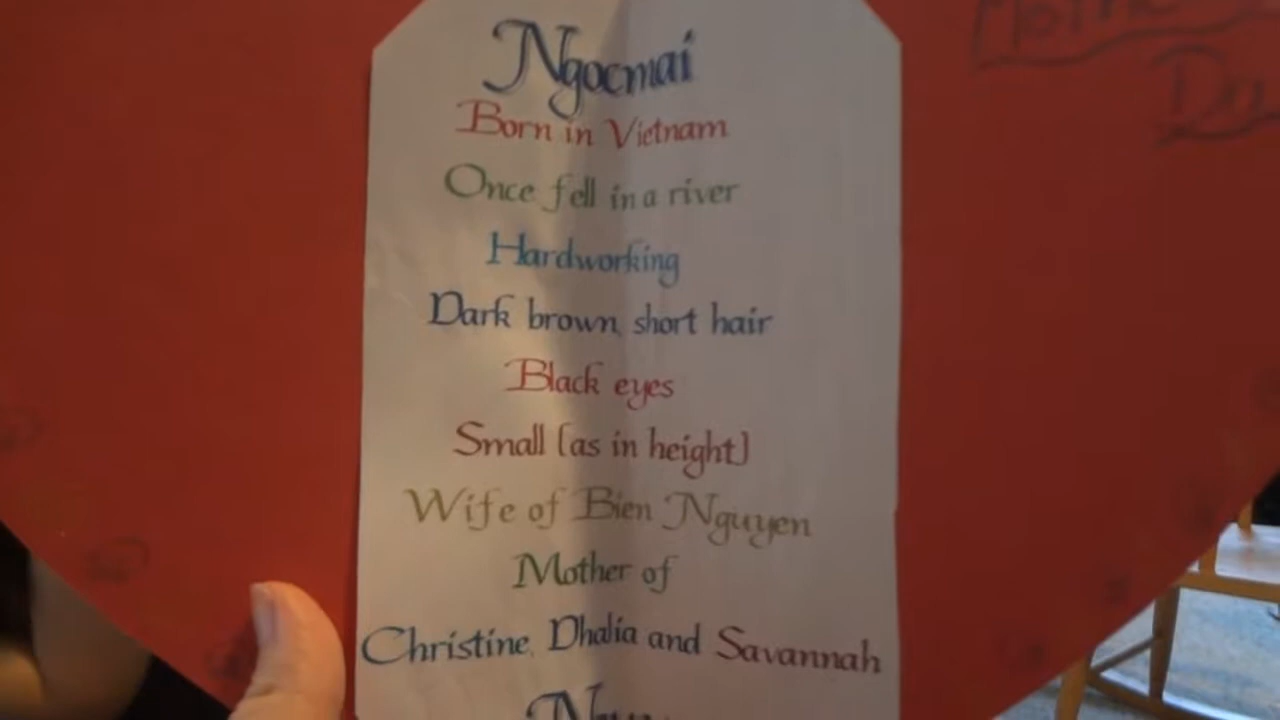 Ngocmai
Born in Vietnam
Once fell in a river
Hardworking
Dark brown, short hair
Black eyes
Small (as in height)
Wife of Bien Nguyen
Mother of
Christine, Dhalia and Savannah